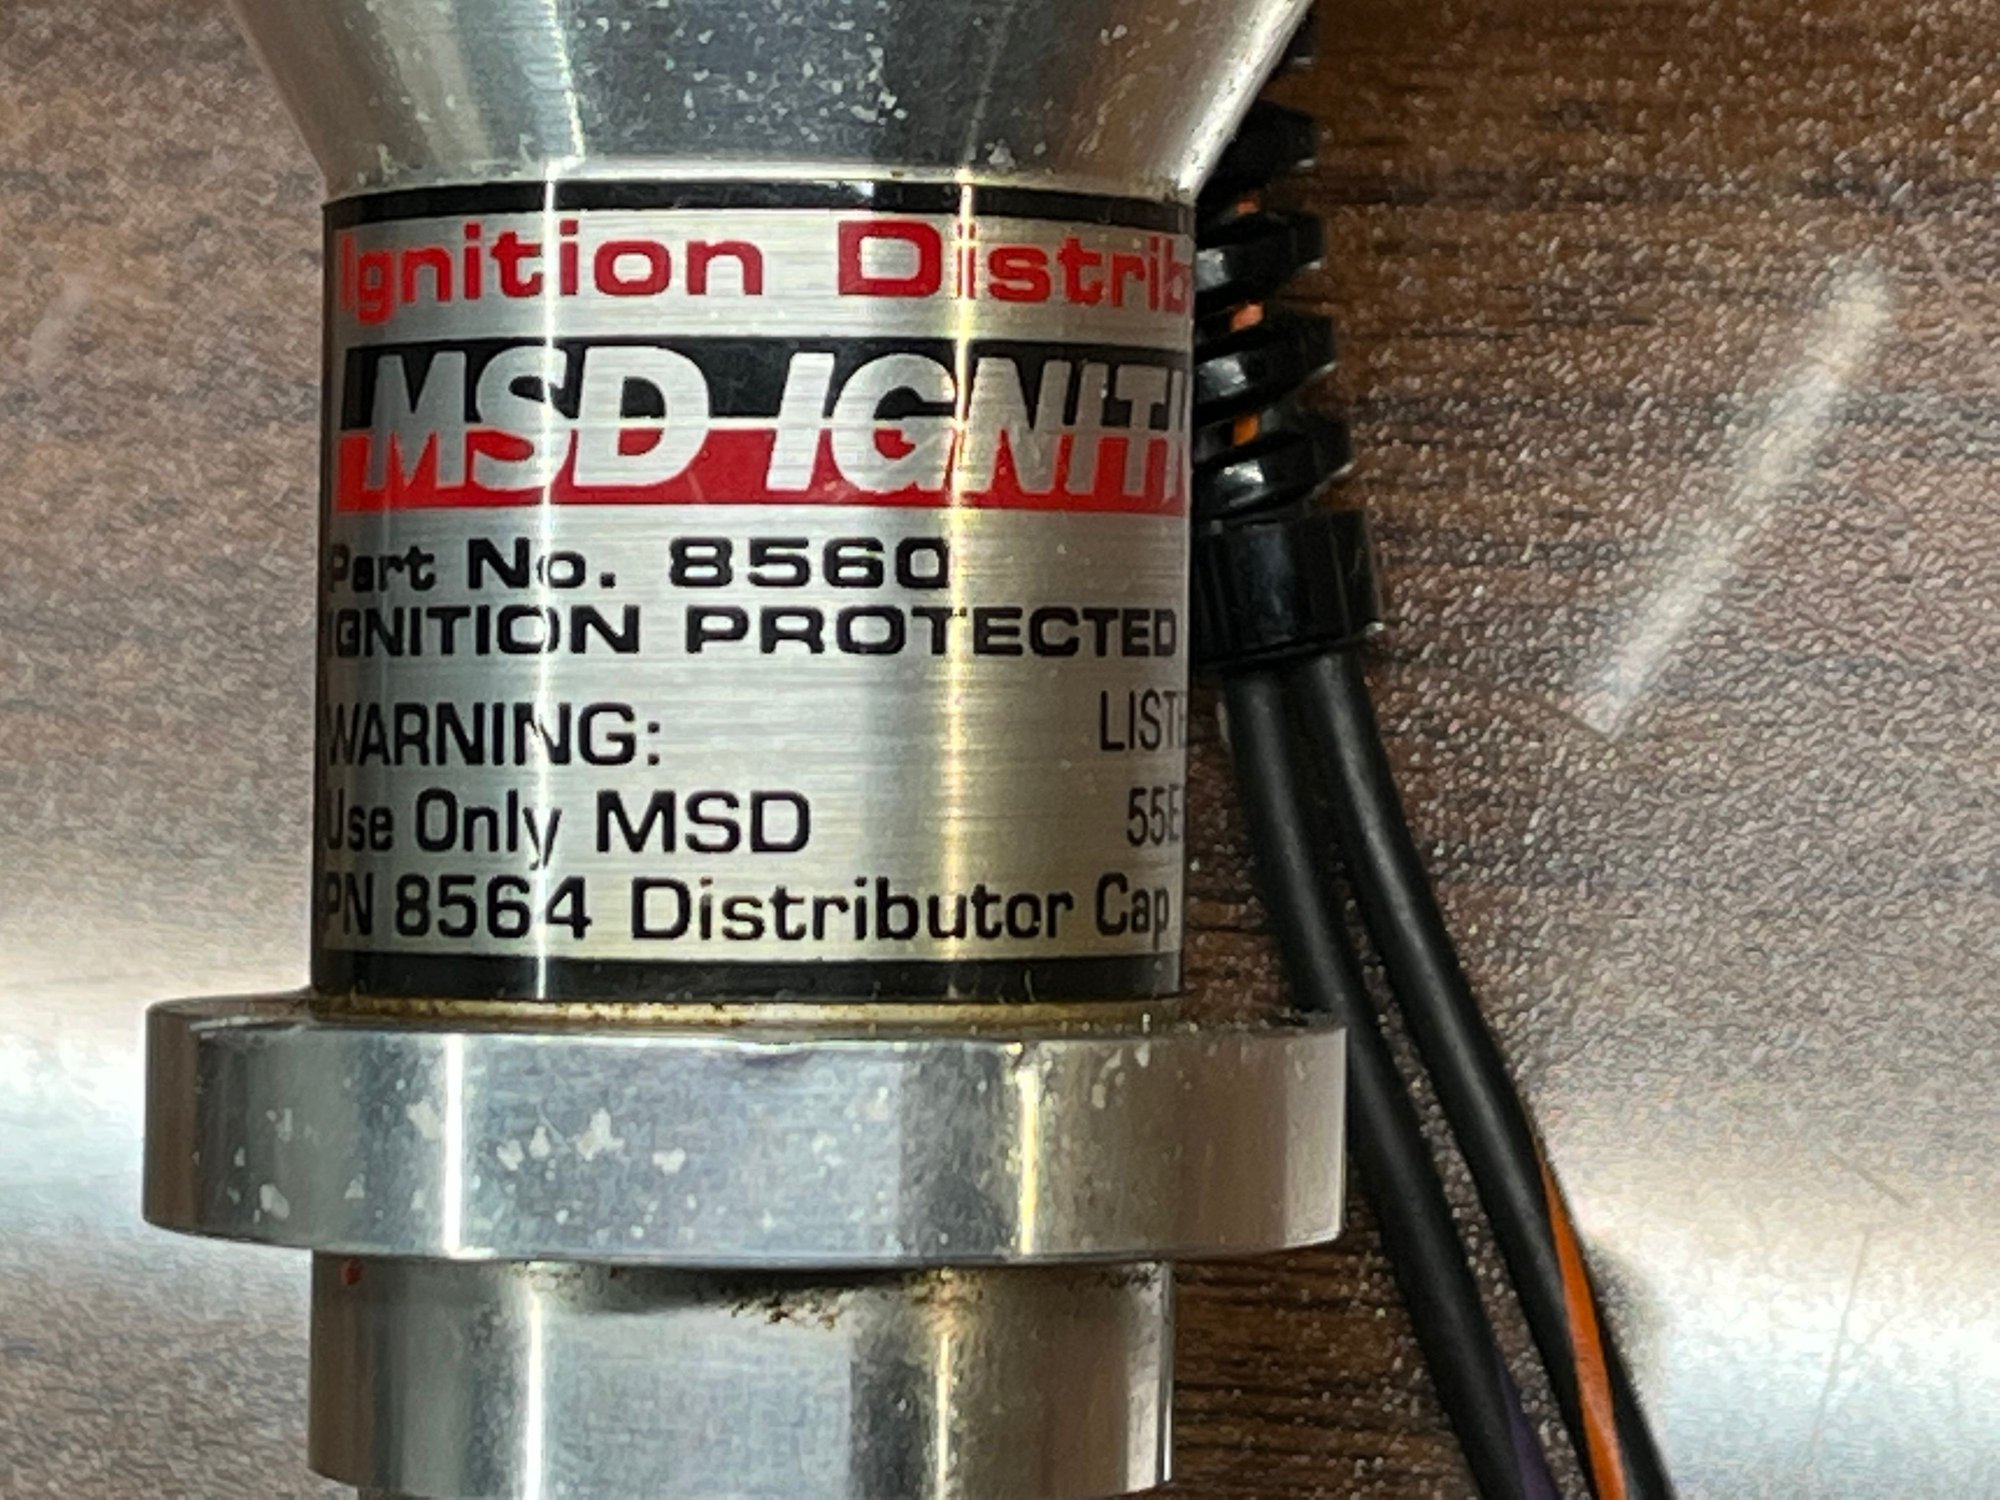 Ignition Distrib
MSD IGNITI
Part No. 8560
IGNITION PROTECTED
WARNING:
LISTE
Use Only MSD
55E
PN 8564 Distributor Cap